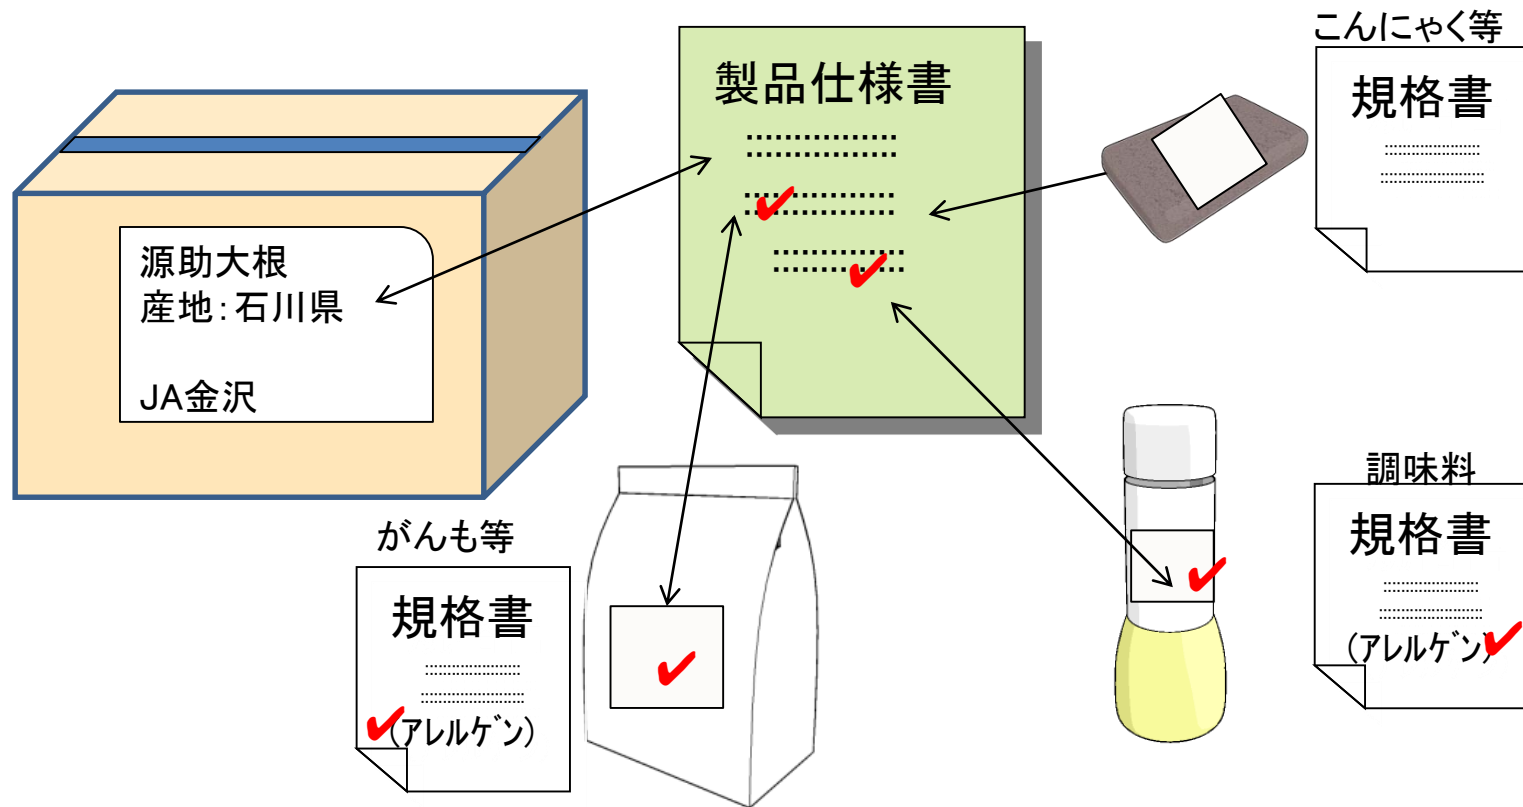 こんにゃく等
製品仕様書
規格書
源助大根
産地:石川県
JA金沢
調味料
がんも等
規格書
(アレルゲン)
規格書
(アレルゲン)